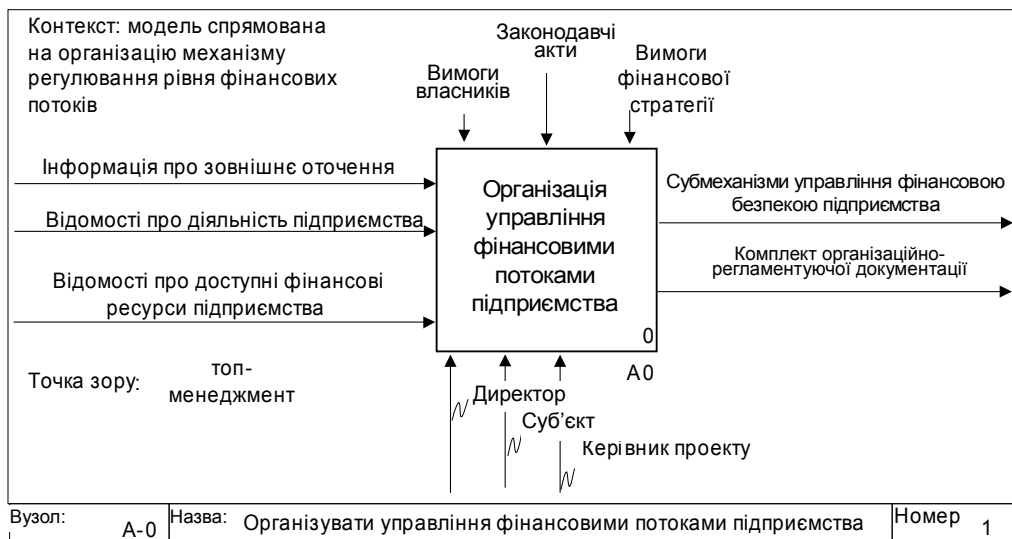 Контекст: модель спрямована
на організацію механізму
регулювання рівня фінансових
потоків
Законодавчі
акти
Вимоги
власників
Вимоги
фінансової
стратегії
Інформація про зовнішнє оточення
Відомості про діяльність підприємства
Відомості про доступні фінансові
ресурси підприємства
Організація
управління
фінансовими
потоками
підприємства
0
А0
Субмеханізми управління фінансовою
безпекою підприємства
Комплект організаційно-
регламентуючої документації
Точка зору:
топ-
менеджмент
Директор
Суб’єкт
Керівник проекту
Вузол:
А-0
Назва:
Організувати управління фінансовими потоками підприємства
Номер
1